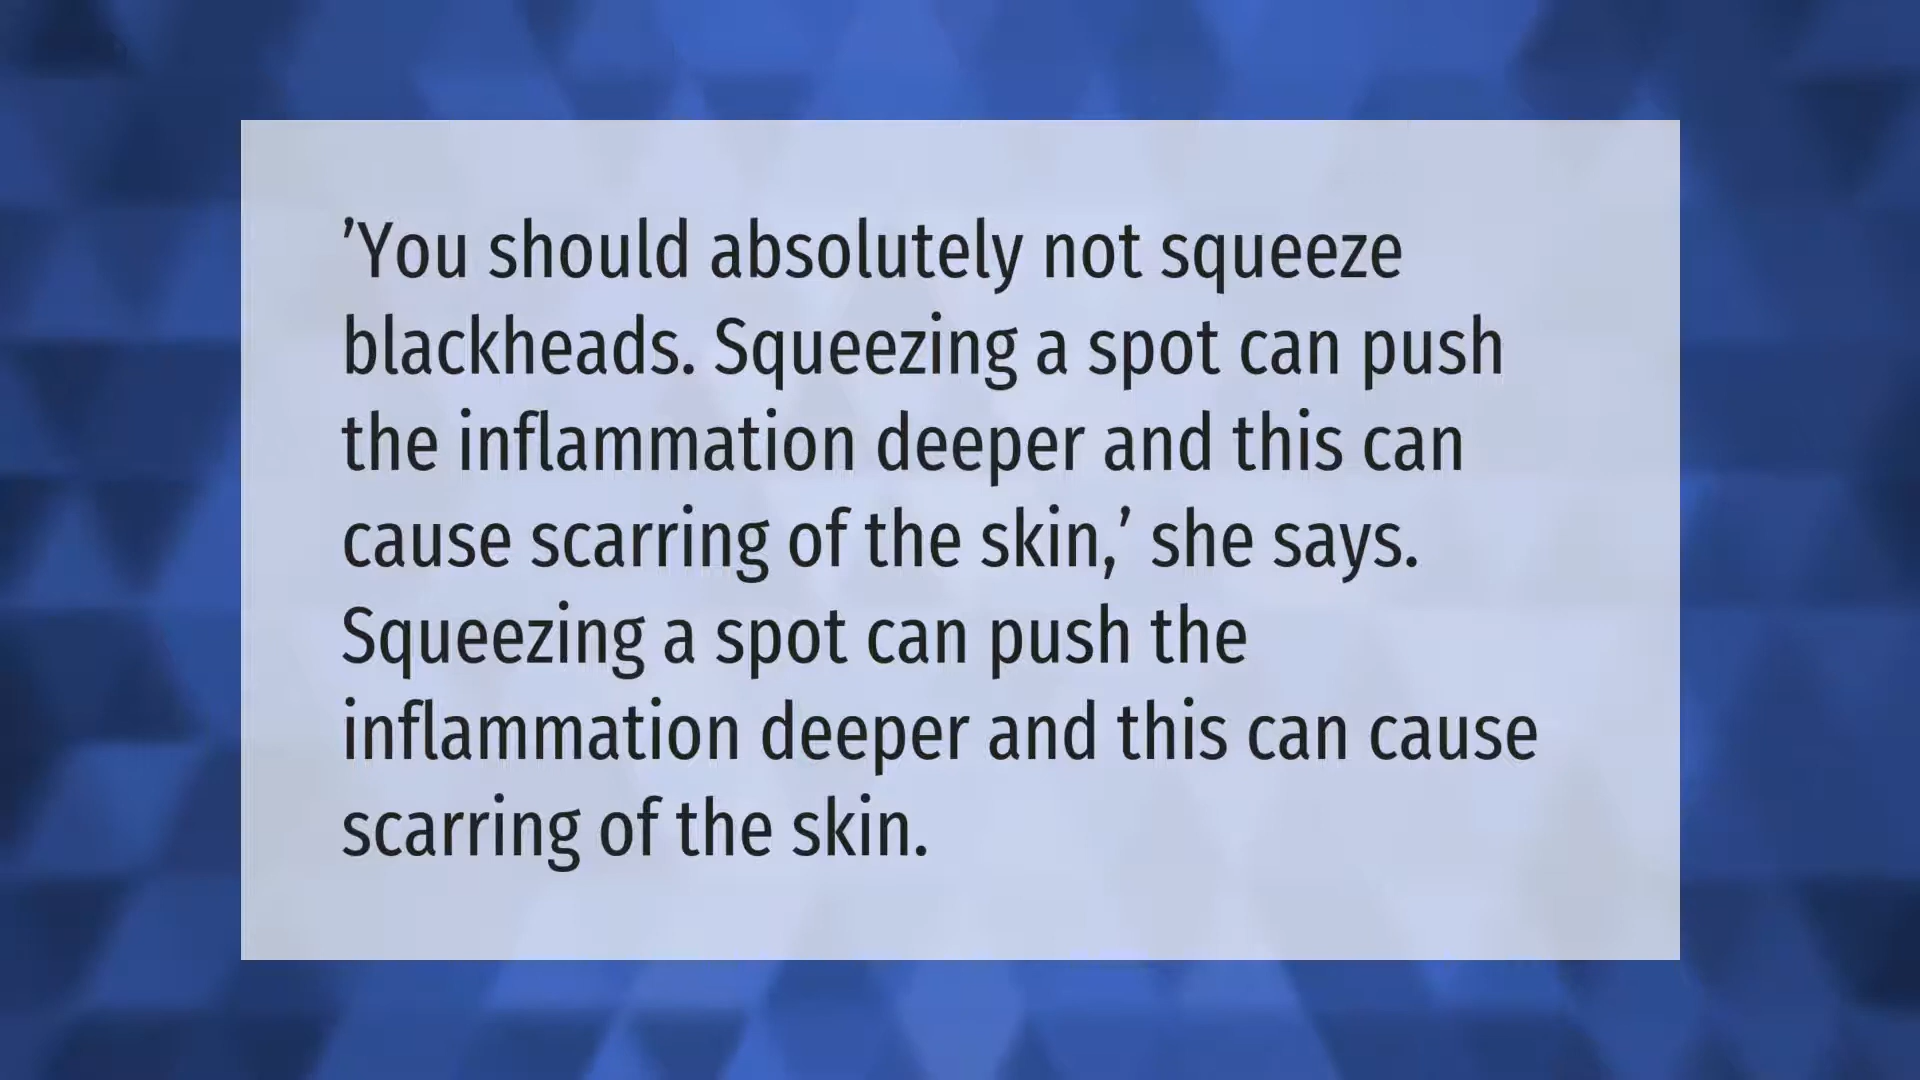 ’You should absolutely not squeeze
blackheads. Squeezing a spot can push
the inflammation deeper and this can
cause scarring of the skin,’ she says.
Squeezing a spot can push the
inflammation deeper and this can cause
scarring of the skin.